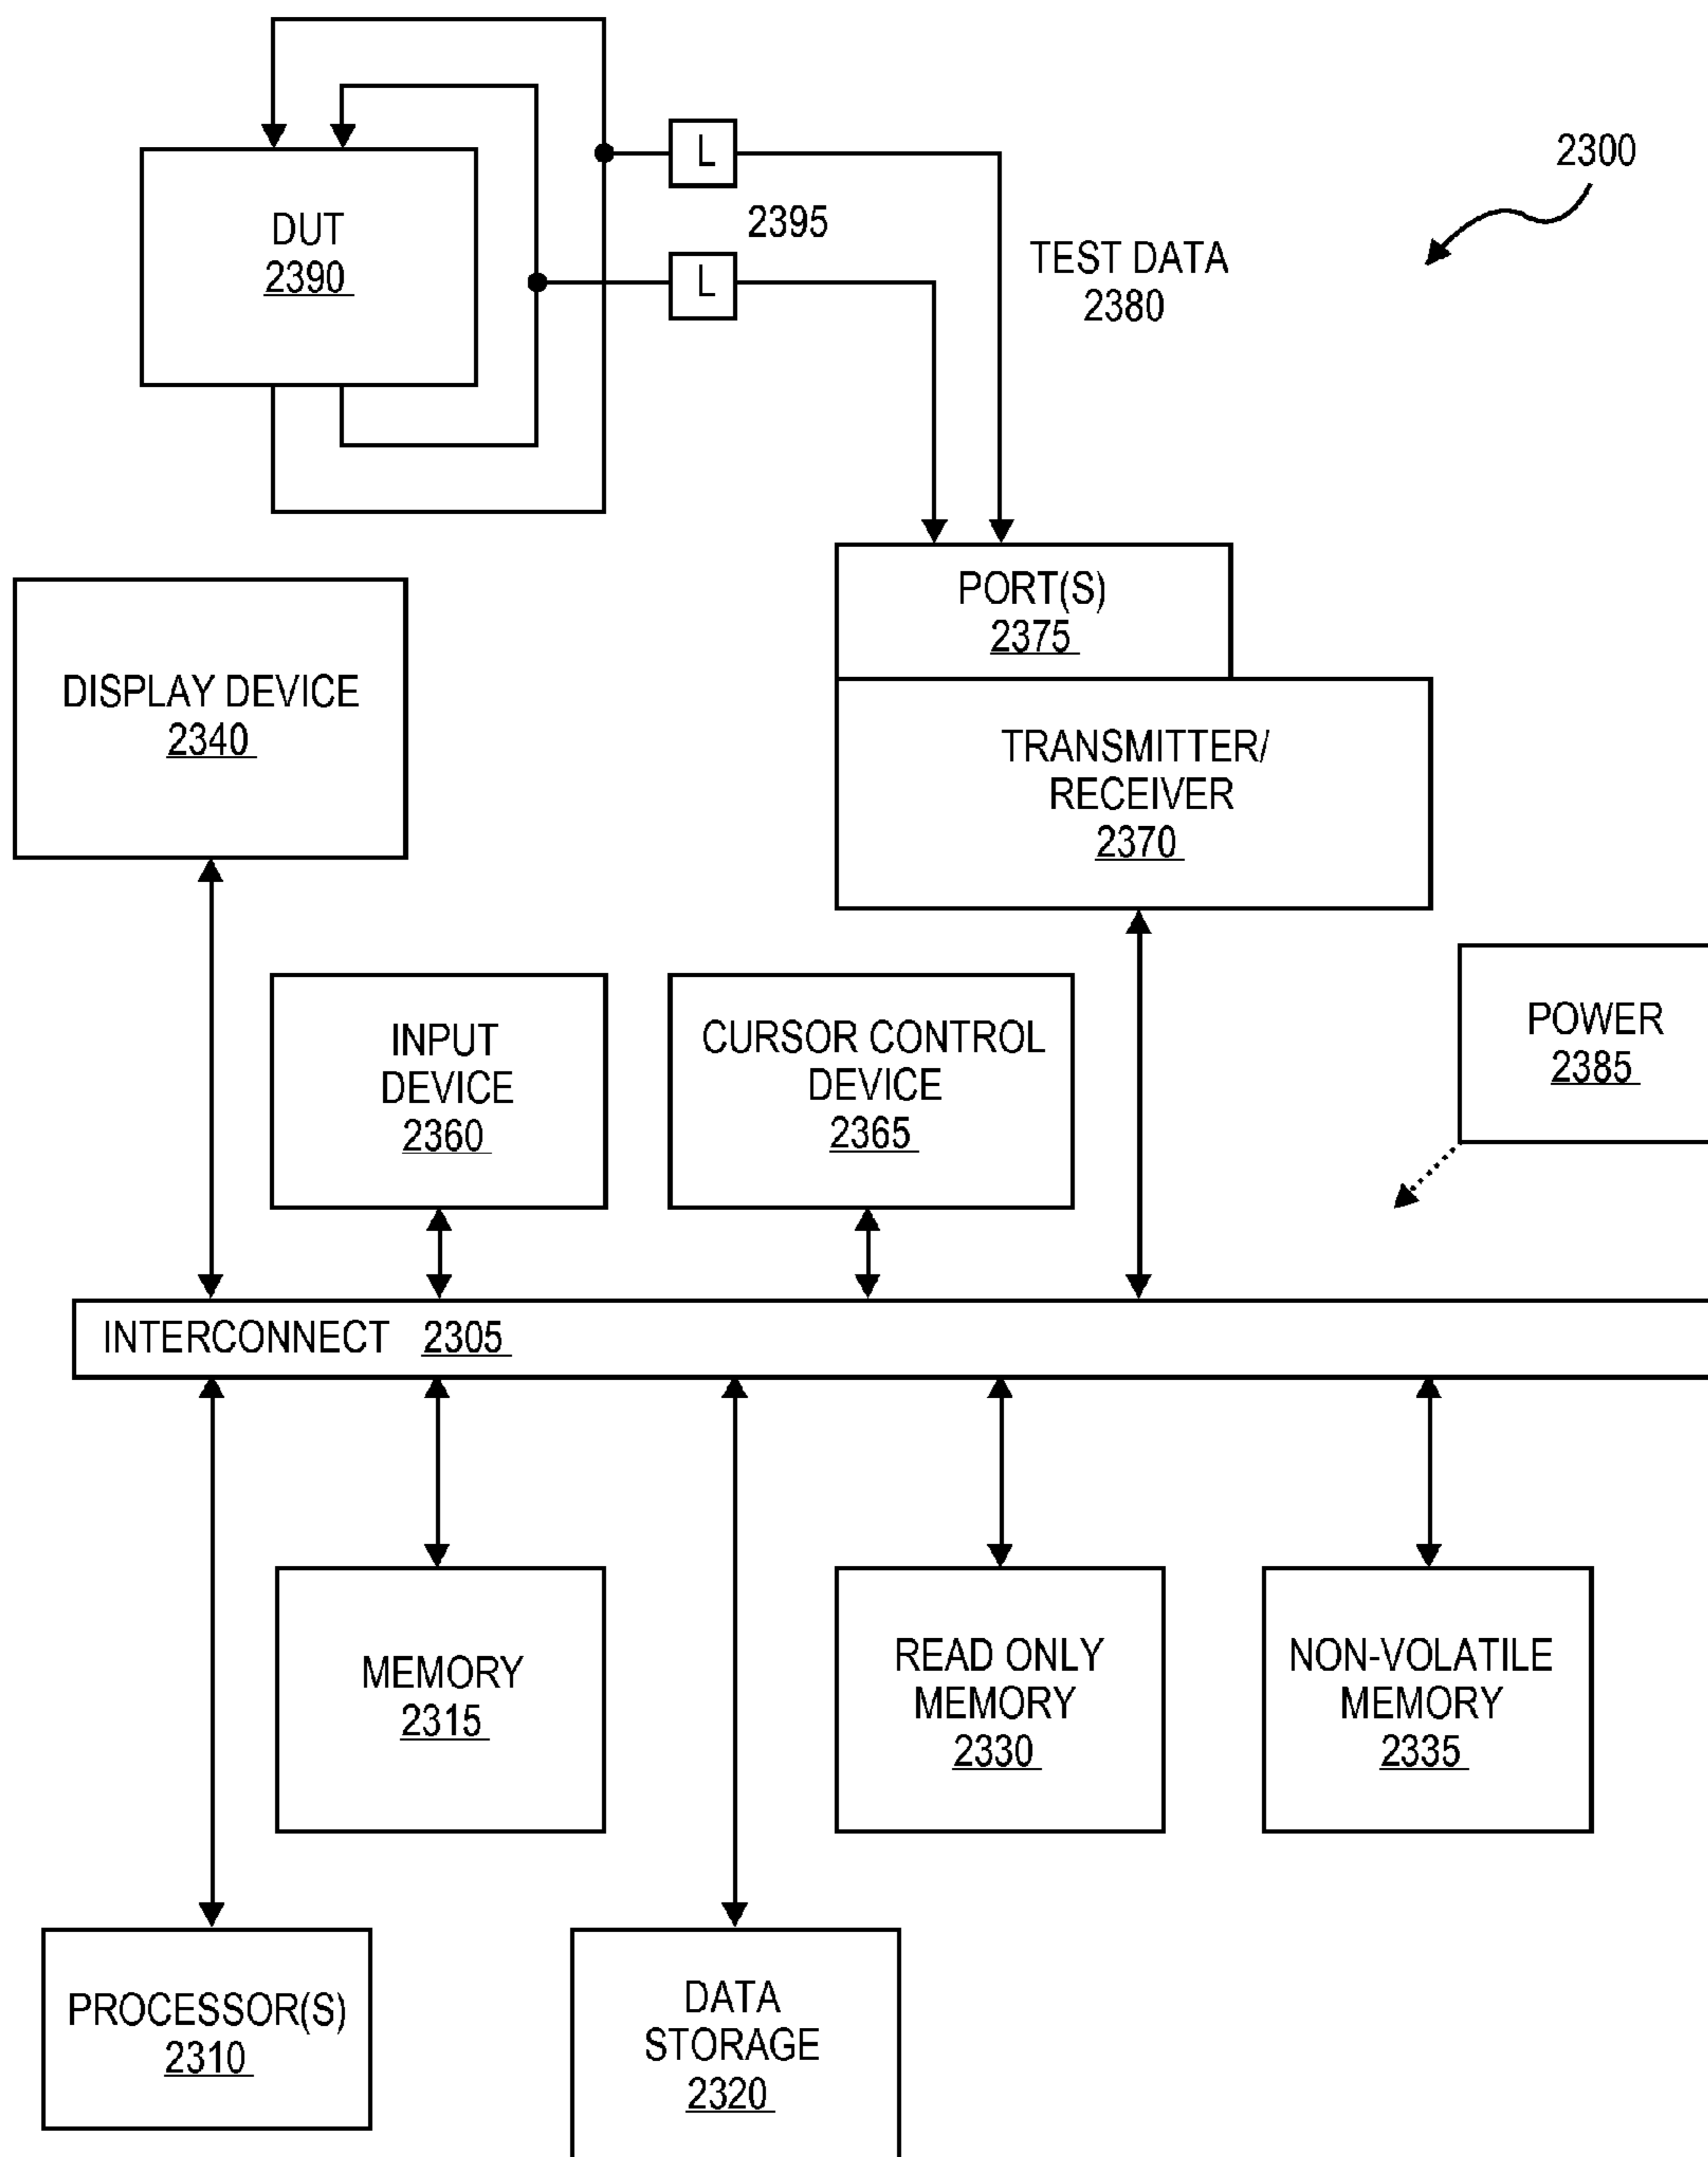 2300
L
DUT
2390
2395
L
TEST DATA
2380
PORT(S)
2375
DISPLAY DEVICE
2340
TRANSMITTER/
RECEIVER
2370
INPUT
DEVICE
2360
CURSOR CONTROL
DEVICE
2365
POWER
2385
INTERCONNECT 2305
MEMORY
2315
READ ONLY
MEMORY
2330
NON-VOLATILE
MEMORY
2335
PROCESSOR(S)
2310
DATA
STORAGE
2320